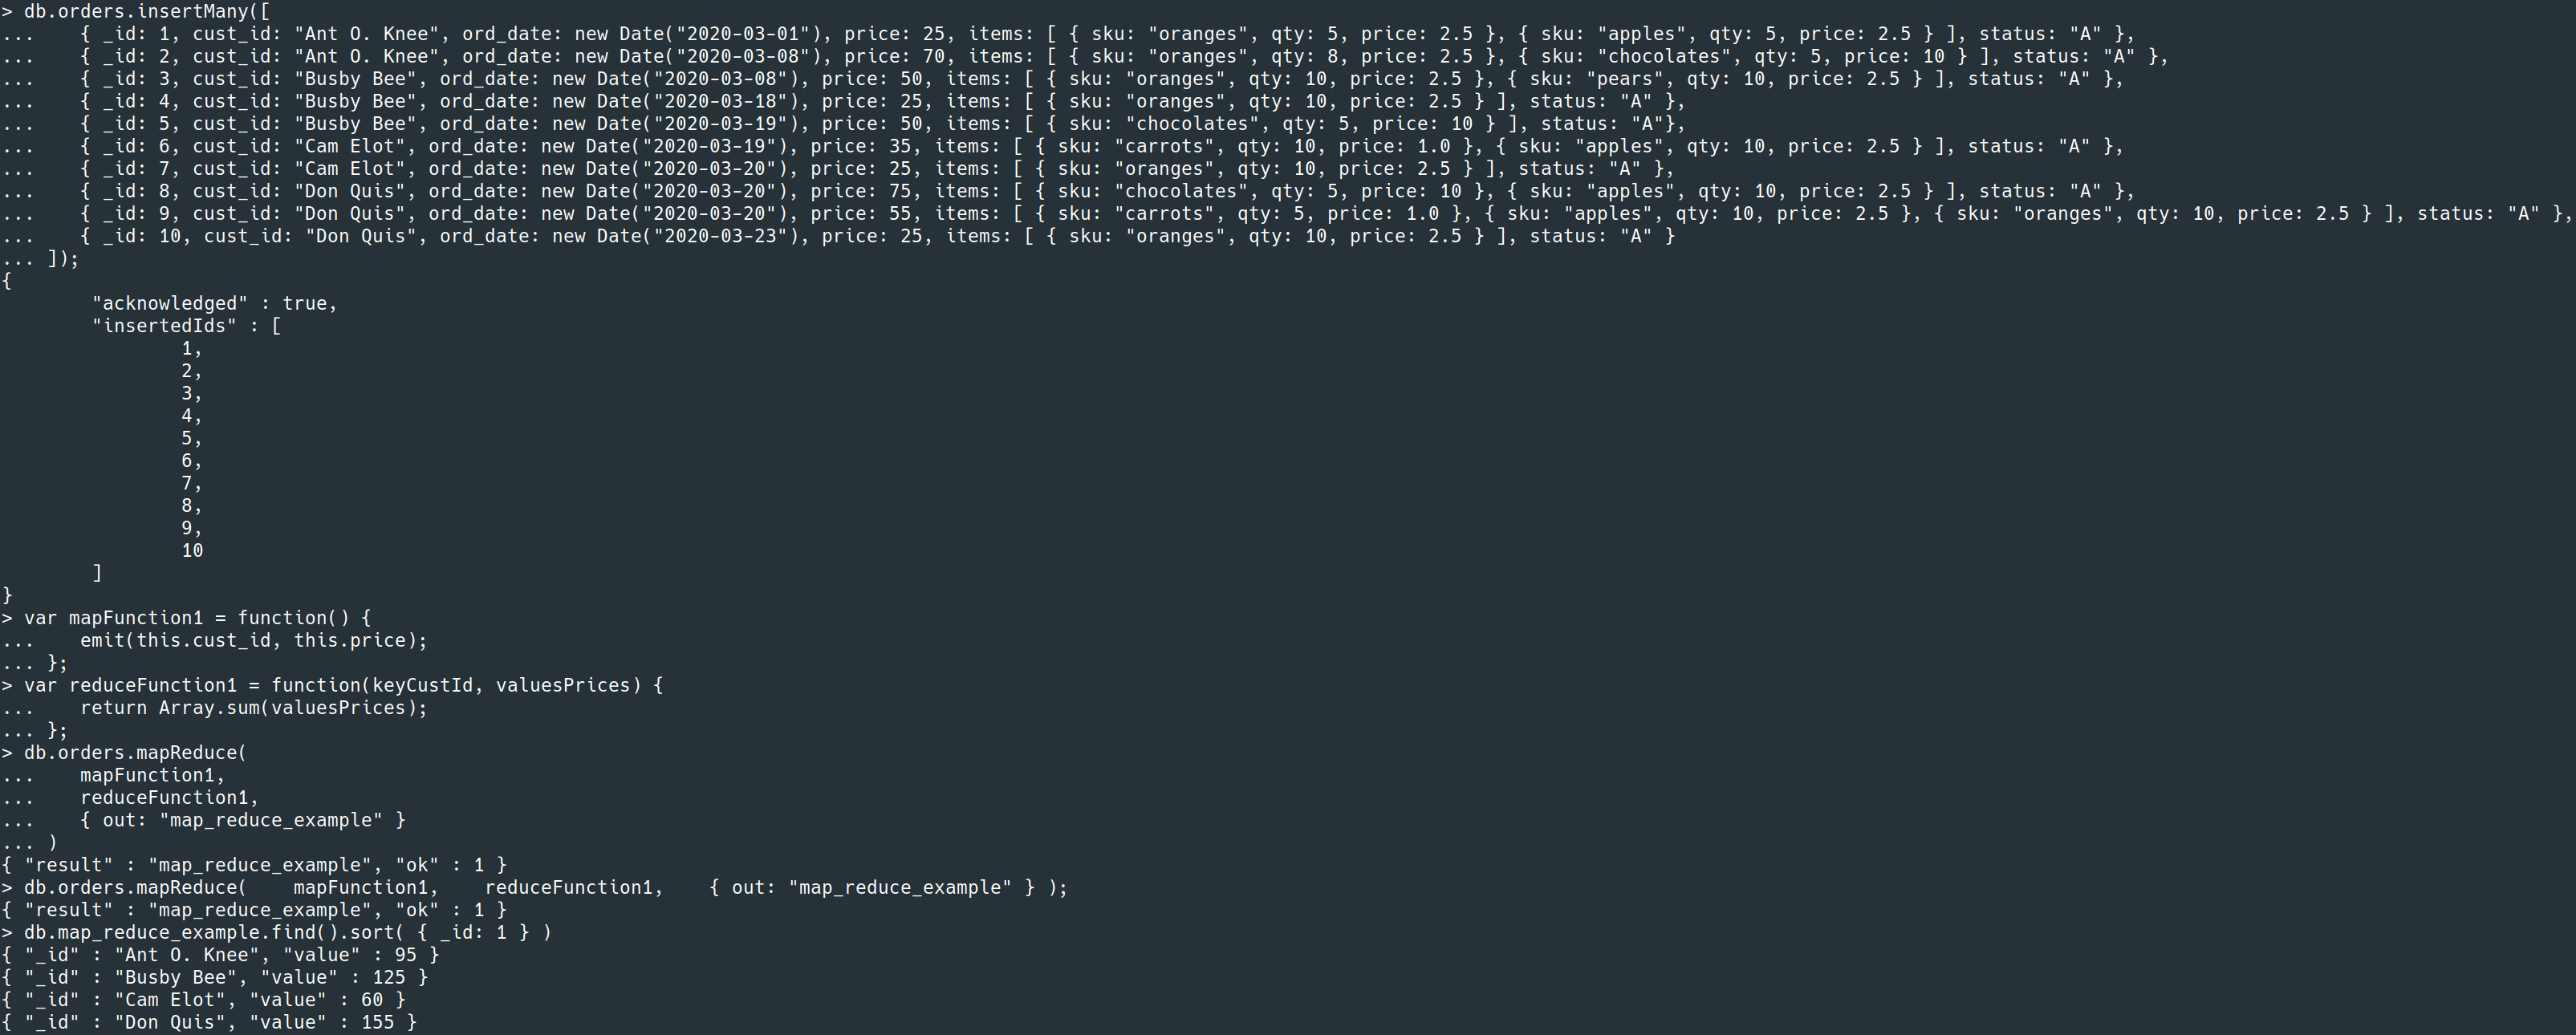 > db.orders.insertMany([
...    { _id: 1, cust_id: "Ant O. Knee", ord_date: new Date("2020-03-01"), price: 25, items: [ { sku: "oranges", qty: 5, price: 2.5 }, { sku: "apples", qty: 5, price: 2.5 } ], status: "A" },
...    { _id: 2, cust_id: "Ant O. Knee", ord_date: new Date("2020-03-08"), price: 70, items: [ { sku: "oranges", qty: 8, price: 2.5 }, { sku: "chocolates", qty: 5, price: 10 } ], status: "A" },
...    { _id: 3, cust_id: "Busby Bee", ord_date: new Date("2020-03-08"), price: 50, items: [ { sku: "oranges", qty: 10, price: 2.5 }, { sku: "pears", qty: 10, price: 2.5 } ], status: "A" },
...    { _id: 4, cust_id: "Busby Bee", ord_date: new Date("2020-03-18"), price: 25, items: [ { sku: "oranges", qty: 10, price: 2.5 } ], status: "A" },
...    { _id: 5, cust_id: "Busby Bee", ord_date: new Date("2020-03-19"), price: 50, items: [ { sku: "chocolates", qty: 5, price: 10 } ], status: "A"},
...    { _id: 6, cust_id: "Cam Elot", ord_date: new Date("2020-03-19"), price: 35, items: [ { sku: "carrots", qty: 10, price: 1.0 }, { sku: "apples", qty: 10, price: 2.5 } ], status: "A" },
...    { _id: 7, cust_id: "Cam Elot", ord_date: new Date("2020-03-20"), price: 25, items: [ { sku: "oranges", qty: 10, price: 2.5 } ], status: "A" },
...    { _id: 8, cust_id: "Don Quis", ord_date: new Date("2020-03-20"), price: 75, items: [ { sku: "chocolates", qty: 5, price: 10 }, { sku: "apples", qty: 10, price: 2.5 } ], status: "A" },
...    { _id: 9, cust_id: "Don Quis", ord_date: new Date("2020-03-20"), price: 55, items: [ { sku: "carrots", qty: 5, price: 1.0 }, { sku: "apples", qty: 10, price: 2.5 }, { sku: "oranges", qty: 10, price: 2.5 } ], status: "A" },
...    { _id: 10, cust_id: "Don Quis", ord_date: new Date("2020-03-23"), price: 25, items: [ { sku: "oranges", qty: 10, price: 2.5 } ], status: "A" }
... ]);
{
        "acknowledged" : true,
        "insertedIds" : [
                1,
                2,
                3,
                4,
                5,
                6,
                7,
                8,
                9,
                10
        ]
}
> var mapFunction1 = function() {
...    emit(this.cust_id, this.price);
... };
> var reduceFunction1 = function(keyCustId, valuesPrices) {
...    return Array.sum(valuesPrices);
... };
> db.orders.mapReduce(
...    mapFunction1,
...    reduceFunction1,
...    { out: "map_reduce_example" }
... )
{ "result" : "map_reduce_example", "ok" : 1 }
> db.orders.mapReduce(    mapFunction1,    reduceFunction1,    { out: "map_reduce_example" } );
{ "result" : "map_reduce_example", "ok" : 1 }
> db.map_reduce_example.find().sort( { _id: 1 } )
{ "_id" : "Ant O. Knee", "value" : 95 }
{ "_id" : "Busby Bee", "value" : 125 }
{ "_id" : "Cam Elot", "value" : 60 }
{ "_id" : "Don Quis", "value" : 155 }